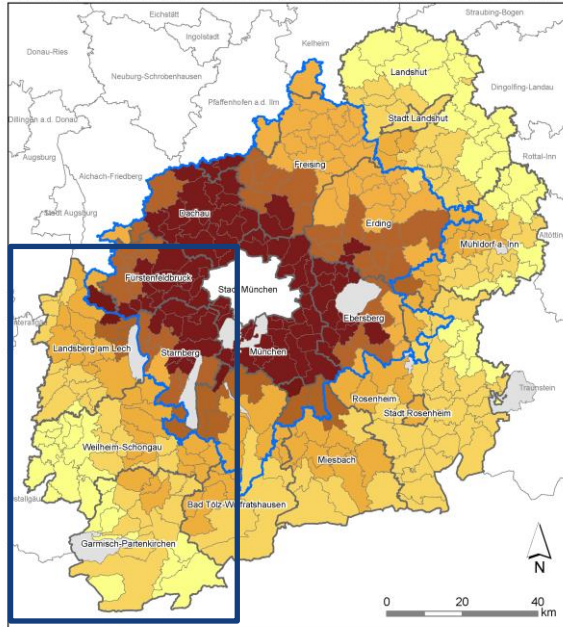 Eichstätt
Straubing-Bogen
Donau-Ries
Ingolstadt
Kelheim
Landshut
Neuburg-Schrobenhausen
Dingolfing-Landau
Pfaffenhofen a.d. Ilm
Stadt Landshut
Dillingen a.d. Donau
Augsburg
Rottal-Inn
Aichach-Friedberg
Freising
Stadt Augsburg
Dachau
Erding
Mühldorf a. Inn
Fürstenfeldbruck
Stadt München
Ebersberg
Landsberg am Lech
Starnberg
München
Traunstein
Rosenheim
Stadt Rosenheim
Weilheim-Schongau
Miesbach
Bad Tölz-Wolfratshausen
Garmisch-Partenkirchen
N
0 20 40
km